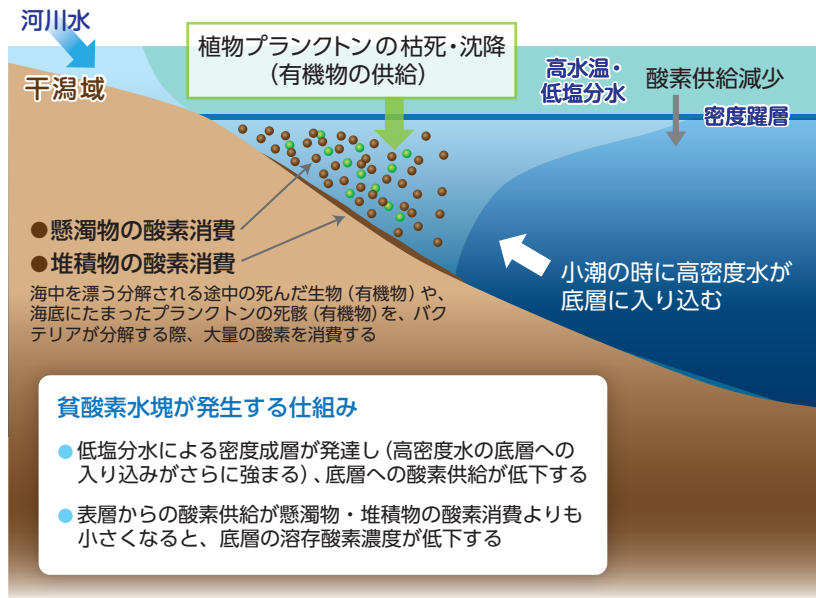 河川水
干潟域
植物プランクトンの枯死・沈降
（有機物の供給）
高水温・
低塩分水
酸素供給減少
密度躍層
●懸濁物の酸素消費
●堆積物の酸素消費
海中を漂う分解される途中の死んだ生物（有機物）や、
海底にたまったプランクトンの死骸（有機物）を、バク
テリアが分解する際、大量の酸素を消費する
小潮の時に高密度水が
底層に入り込む
貧酸素水塊が発生する仕組み
●低塩分水による密度成層が発達し（高密度水の底層への
入り込みがさらに強まる）、底層への酸素供給が低下する
●表層からの酸素供給が懸濁物・堆積物の酸素消費よりも
小さくなると、底層の溶存酸素濃度が低下する